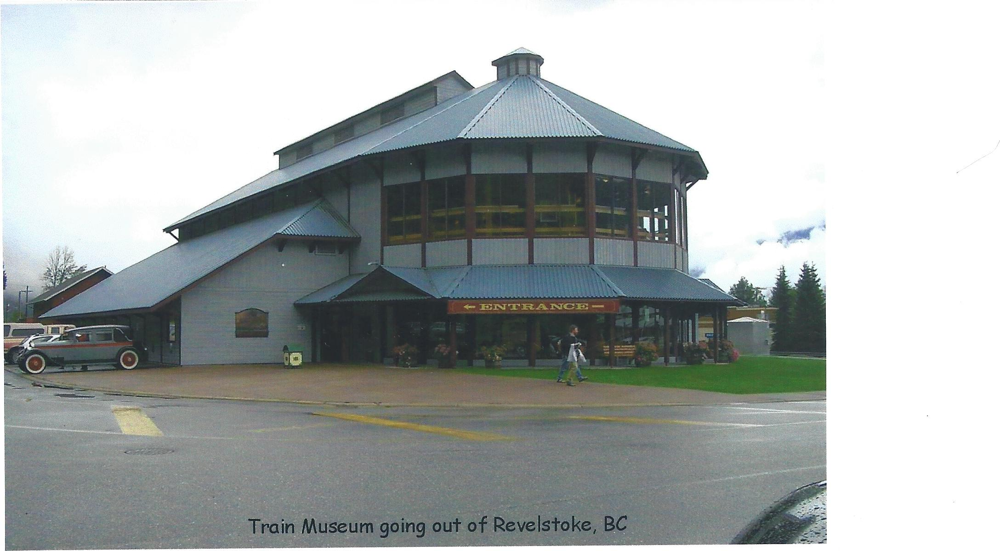 ← ENTRANCE –
Train Museum going out of Revelstoke, BC